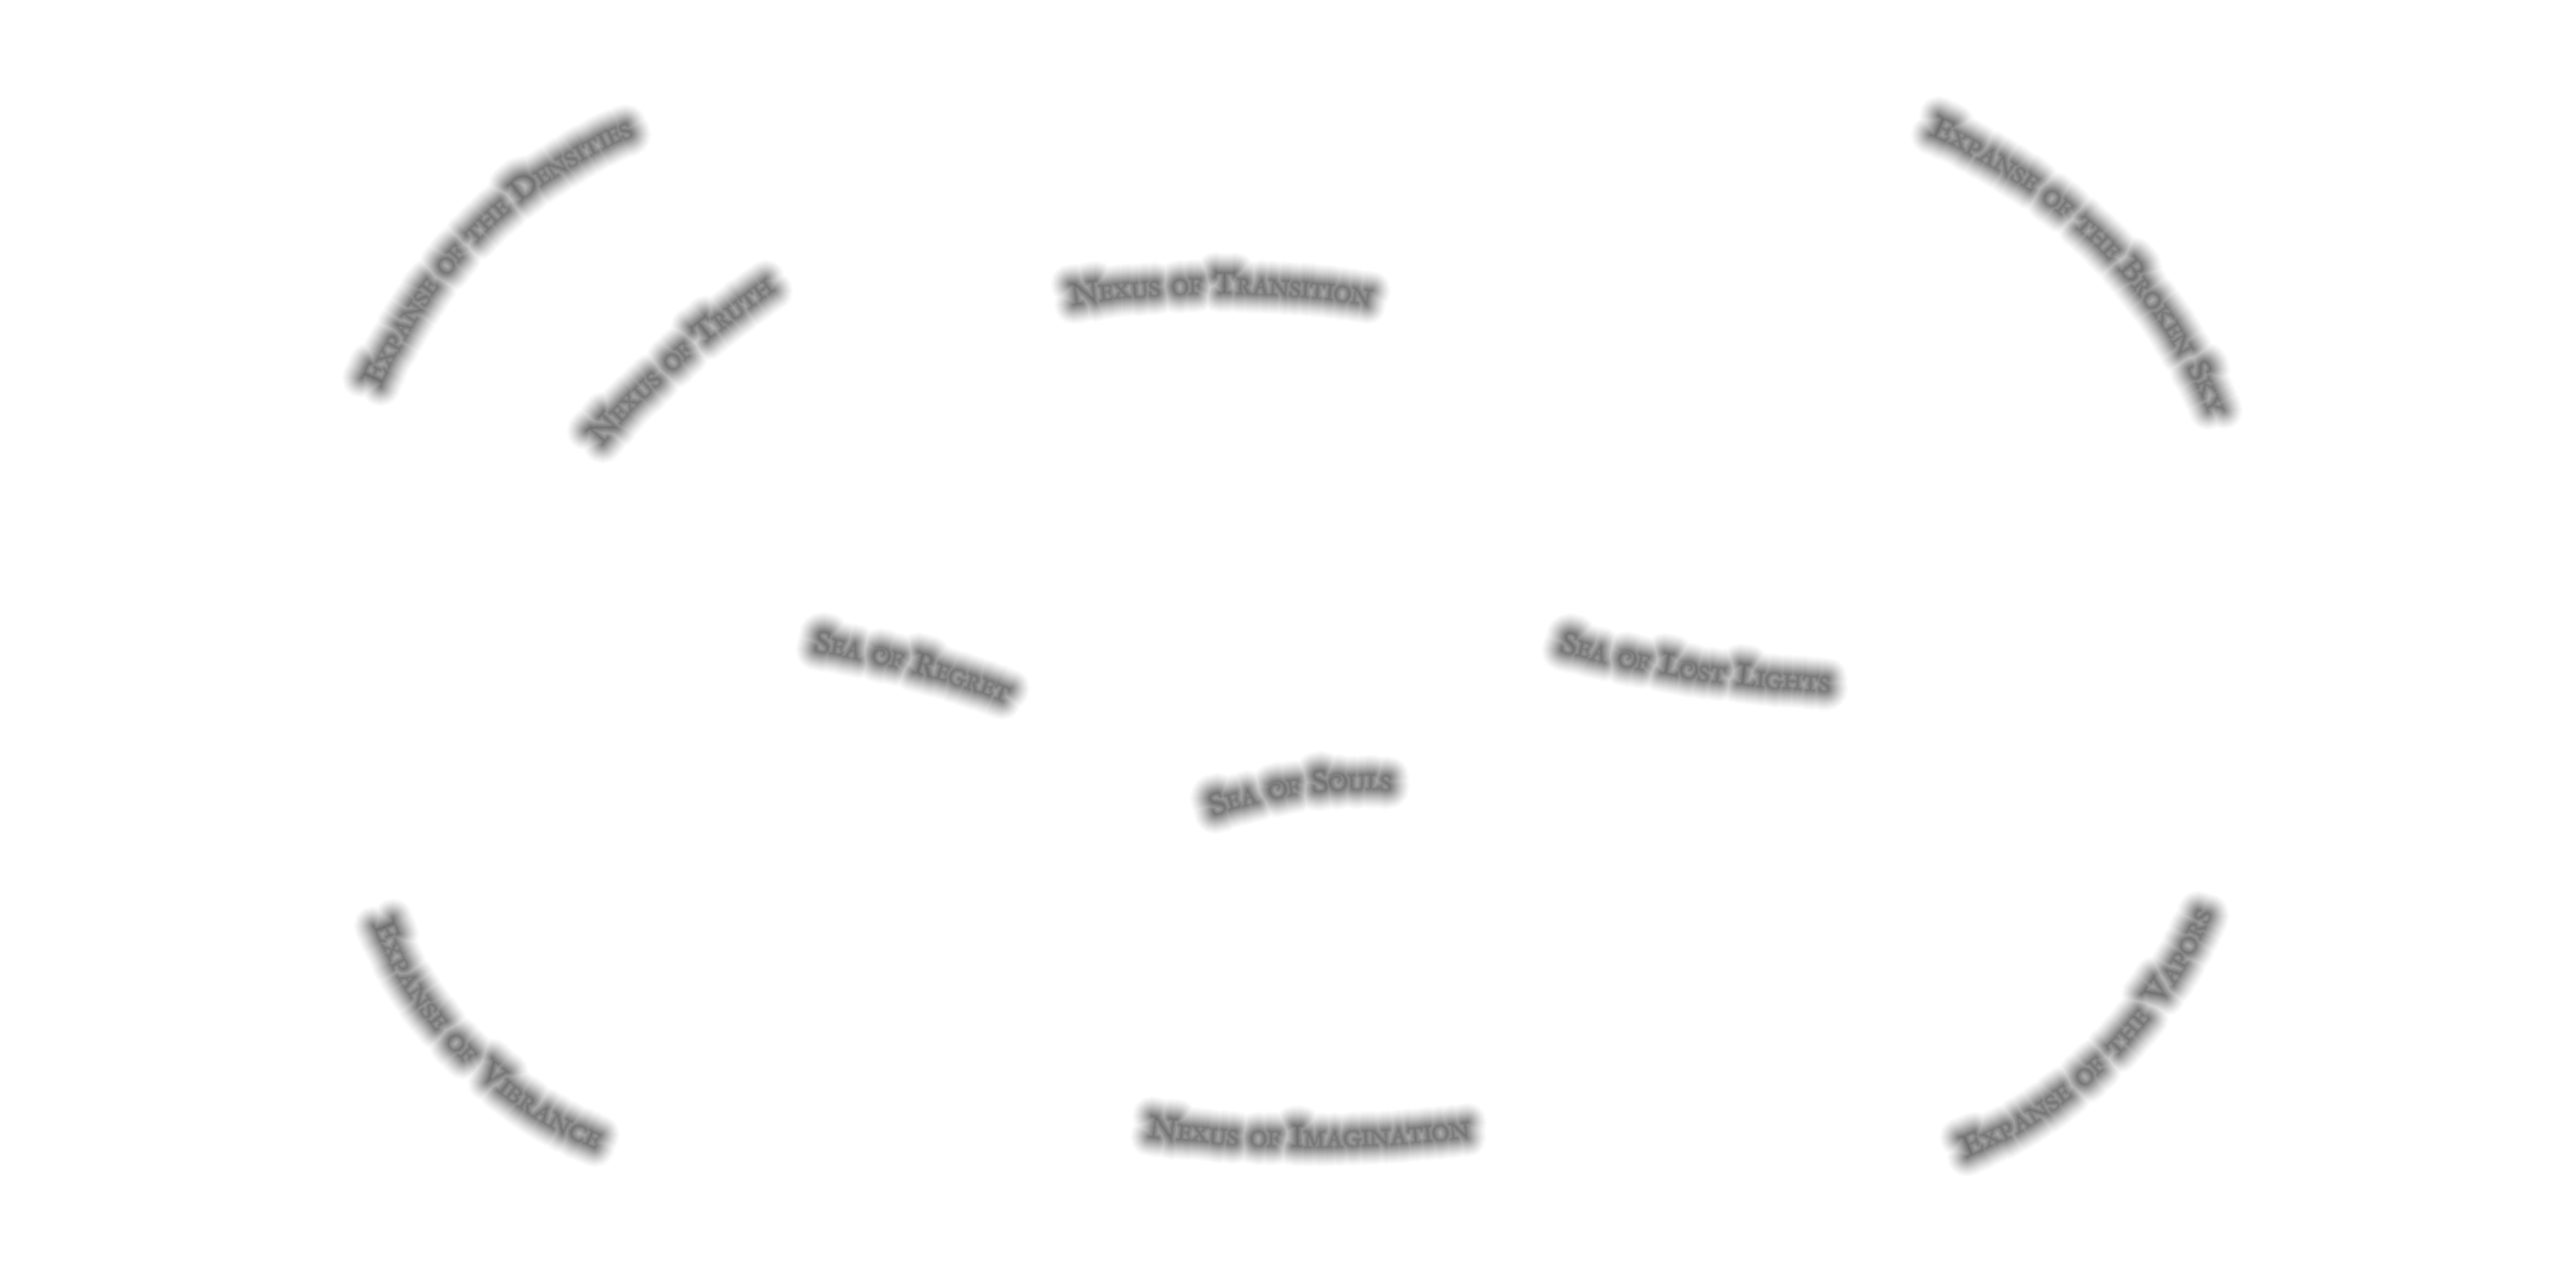 Expanse of the Densities
Expanse of the Broken Sky
Nexus of Truth
Nexus of Transition
Sea of Regret
Sea of Lost Lights
Sea of Souls
Expanse of Vibrance
Expanse of the Vapors
Nexus of Imagination